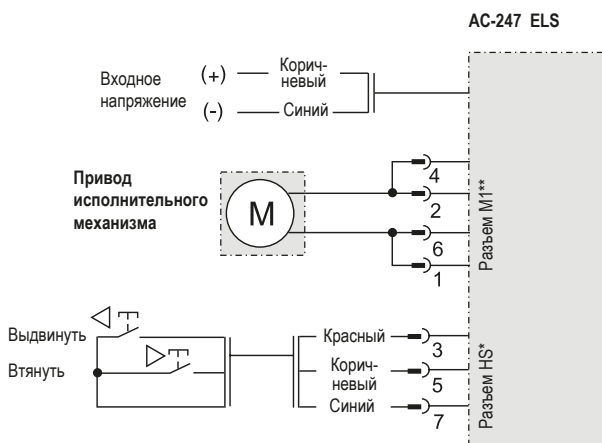 AC-247 ELS
Входное
напряжение
(+)
Корич-
невый
(-)
Синий
Привод
исполнительного
механизма
M
4
2
6
1
Разъем M1**
Выдвинуть
Втянуть
Красный
3
Корич-
невый
5
Синий
7
Разъем HS*